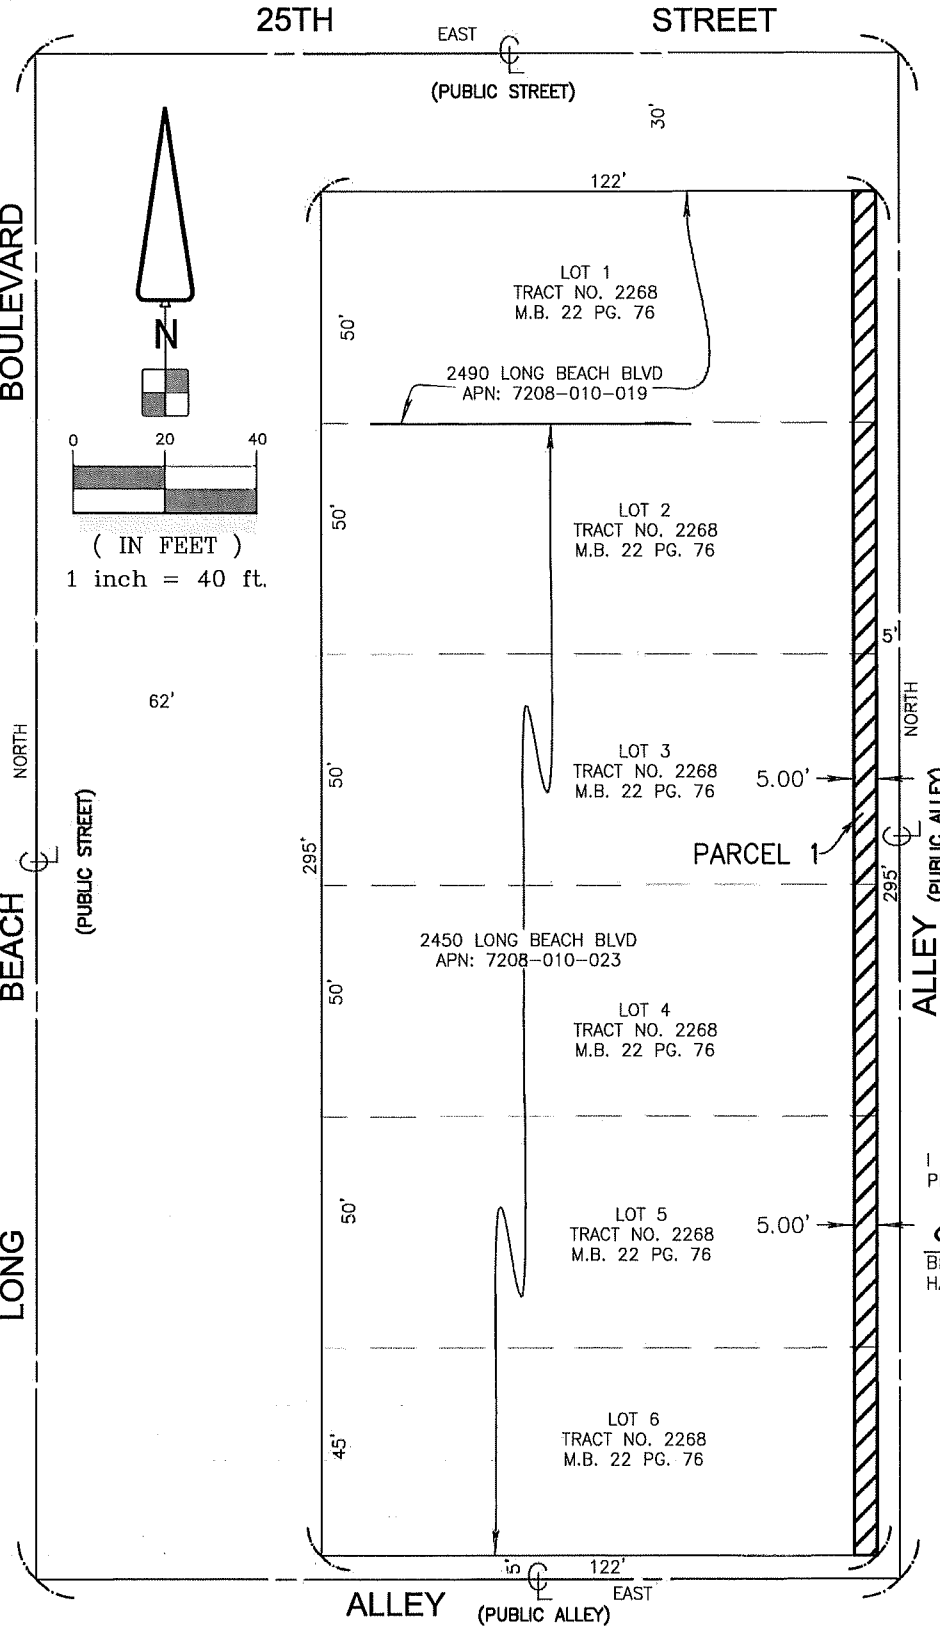 25TH STREET
EAST
(PUBLIC STREET)
30'
122'
BOULEVARD
N
0 20 40
( IN FEET )
1 inch = 40 ft.
LOT 1
TRACT NO. 2268
M.B. 22 PG. 76
50'
2490 LONG BEACH BLVD
APN: 7208-010-019
LOT 2
TRACT NO. 2268
M.B. 22 PG. 76
50'
5'
62'
NORTH
NORTH
LOT 3
TRACT NO. 2268
M.B. 22 PG. 76
50'
5.00'
(PUBLIC STREET)
(PUBLIC ALLEY)
PARCEL 1
295'
295'
BEACH
ALLEY
2450 LONG BEACH BLVD
APN: 7208-010-023
50'
LOT 4
TRACT NO. 2268
M.B. 22 PG. 76
I
LONG
50'
LOT 5
TRACT NO. 2268
M.B. 22 PG. 76
5.00'
45'
LOT 6
TRACT NO. 2268
M.B. 22 PG. 76
5'
122'
EAST
ALLEY
(PUBLIC ALLEY)